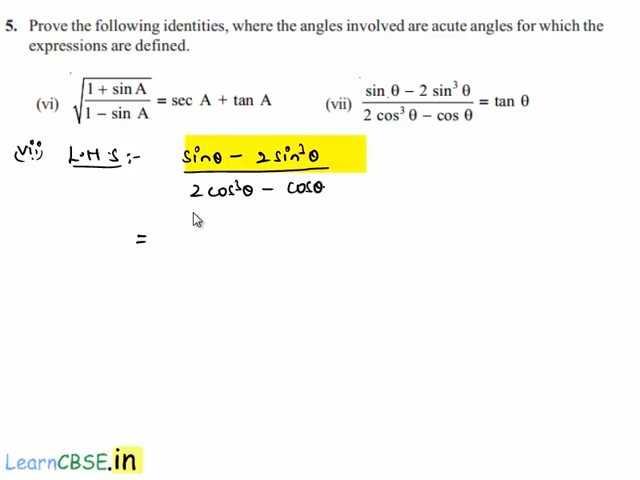 5. Prove the following identities, where the angles involved are acute angles for which the
expressions are defined.
(vi) √((1 + sin A)/(1 – sin A)) = sec A + tan A (vii) (sin θ – 2 sin³ θ)/(2 cos³ θ – cos θ) = tan θ
(vii) L.H.S :- sinθ – 2sin³θ
2cos³θ – cosθ
=
LearnCBSE.in